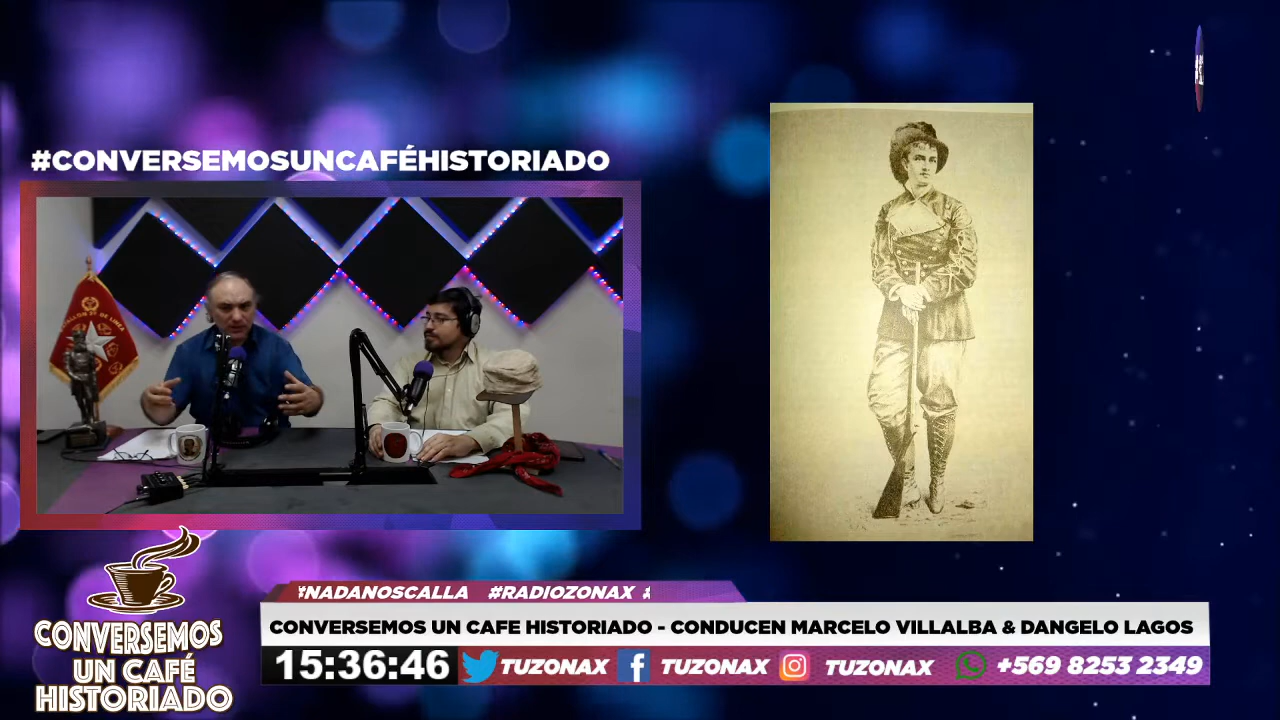 #CONVERSEMOSUNCAFÉHISTORIADO
#NADANOSCALLA #RADIOZONAX
CONVERSEMOS UN CAFE HISTORIADO - CONDUCEN MARCELO VILLALBA & DANGELO LAGOS
15:36:46 TUZONAX TUZONAX TUZONAX +569 8253 2349
CONVERSEMOS
UN CAFÉ
HISTORIADO